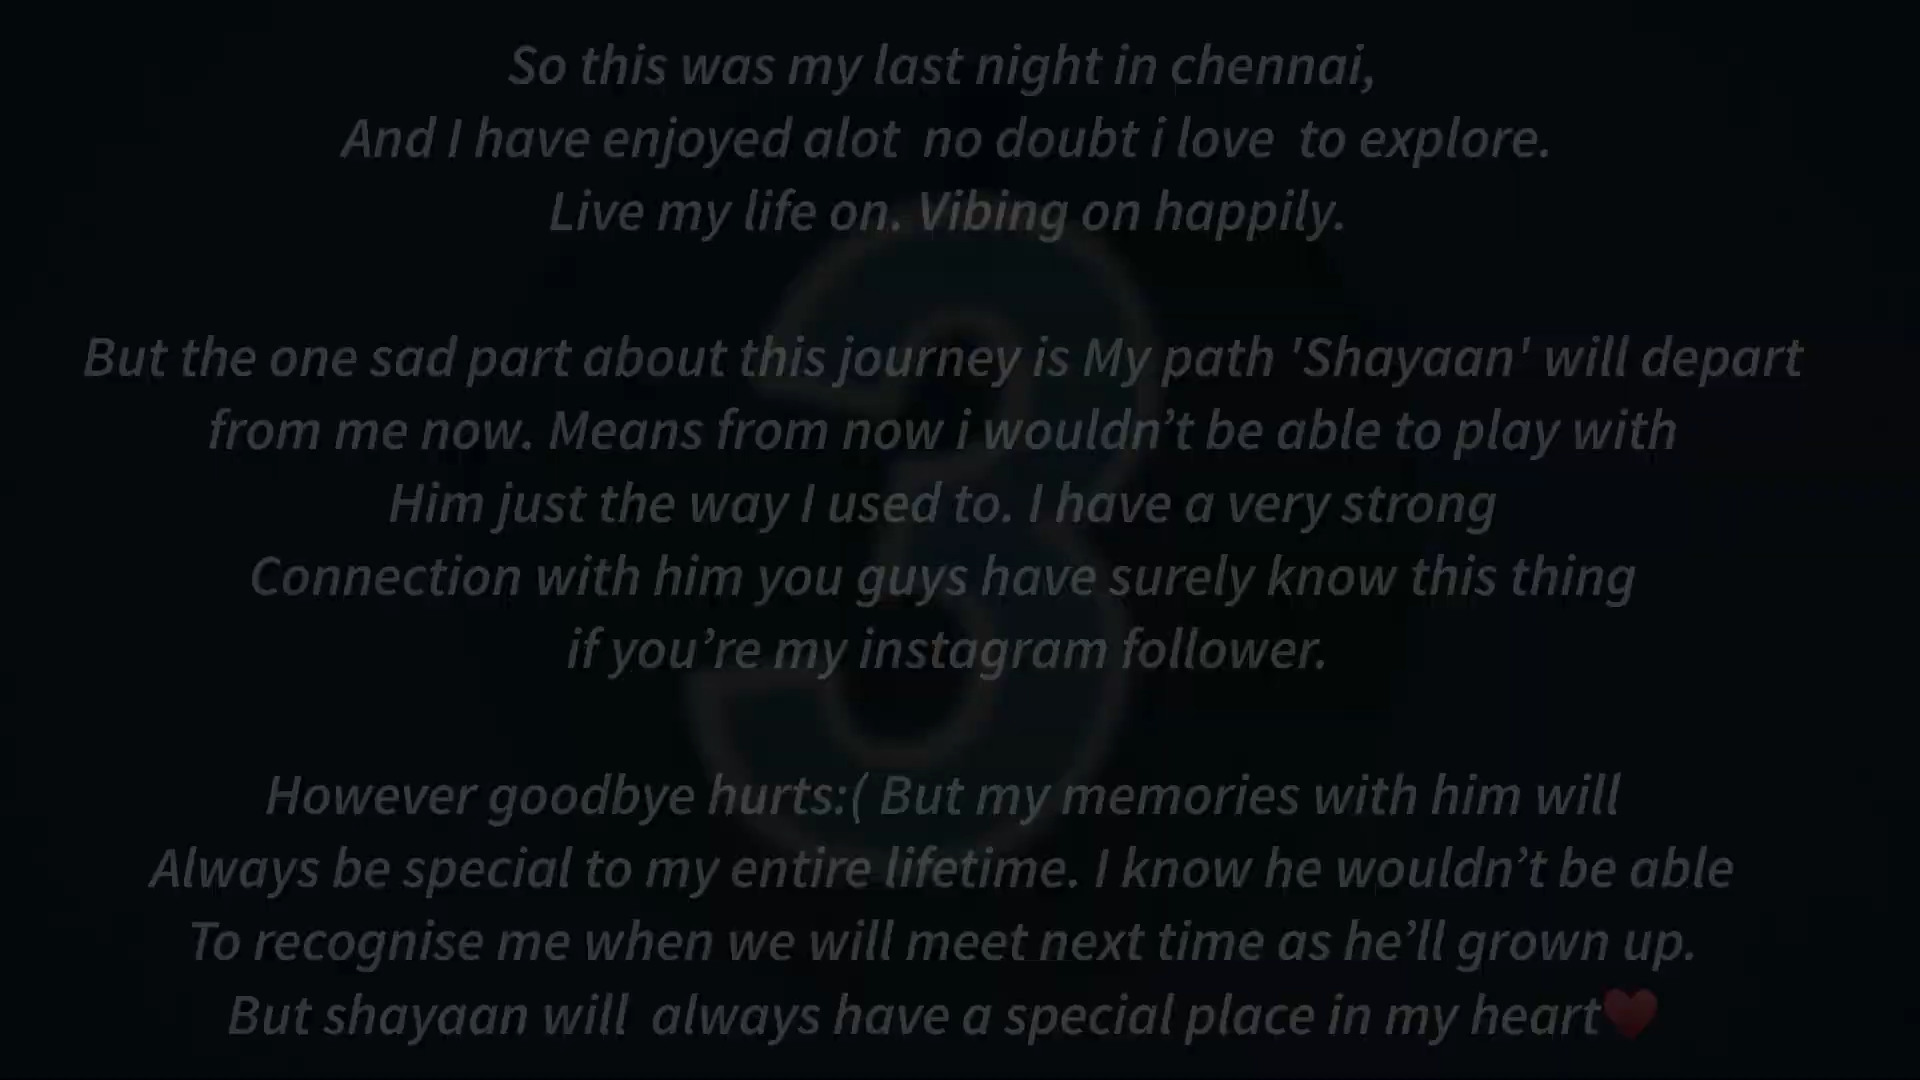 So this was my last night in chennai,
And I have enjoyed alot  no doubt i love  to explore.
Live my life on. Vibing on happily.
But the one sad part about this journey is My path 'Shayaan' will depart
from me now. Means from now i wouldn’t be able to play with
Him just the way I used to. I have a very strong
Connection with him you guys have surely know this thing
if you’re my instagram follower.
However goodbye hurts:( But my memories with him will
Always be special to my entire lifetime. I know he wouldn’t be able
To recognise me when we will meet next time as he’ll grown up.
But shayaan will  always have a special place in my heart❤️
3